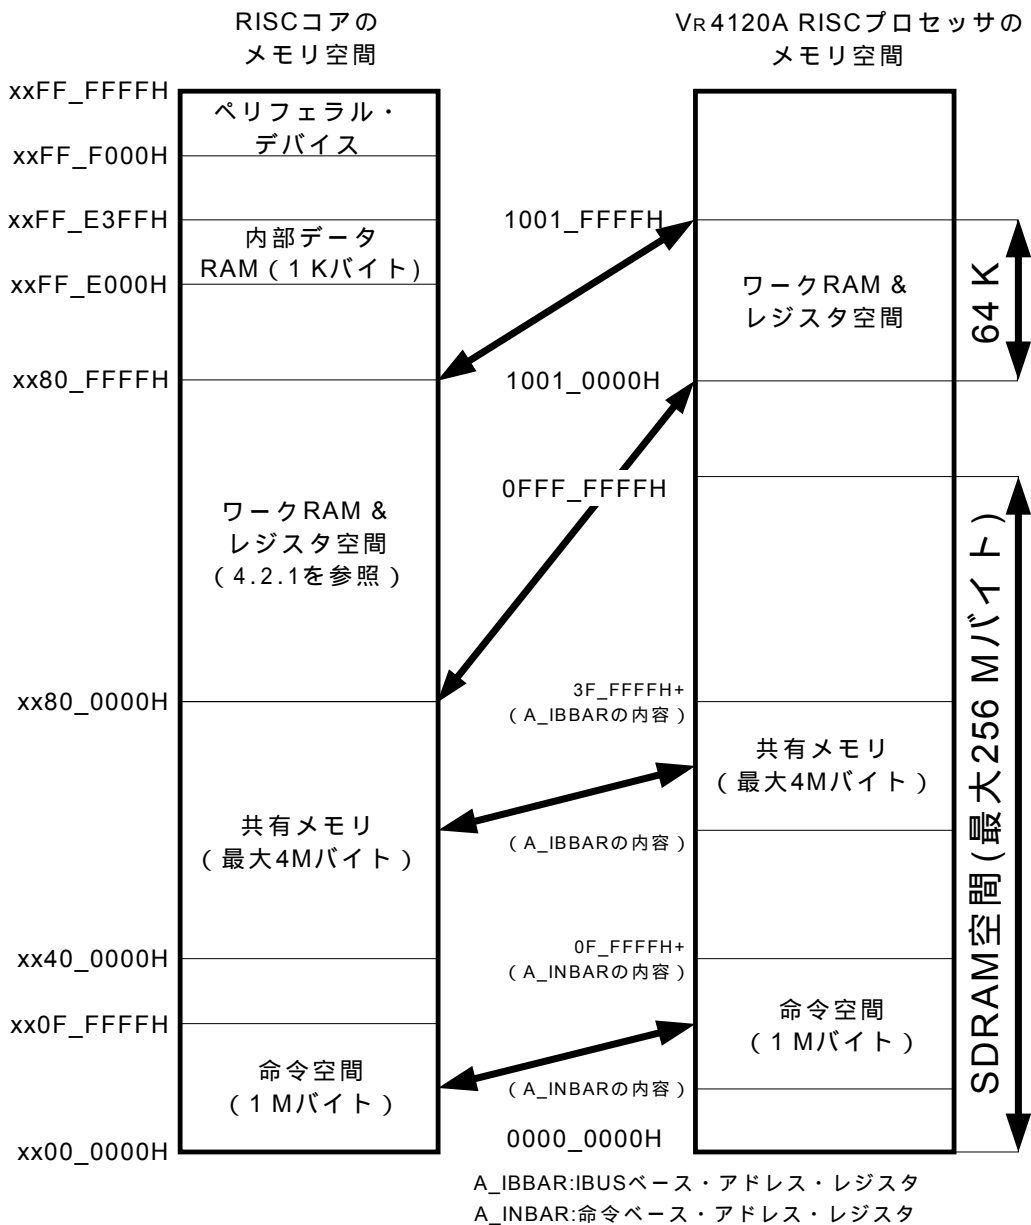 RISCコアの
メモリ空間
VR4120A RISCプロセッサの
メモリ空間
xxFF_FFFFH
ペリフェラル・
デバイス
xxFF_F000H
xxFF_E3FFH
内部データ
RAM（1 Kバイト)
xxFF_E000H
xx80_FFFFH
ワークRAM &
レジスタ空間
（4.2.1を参照）
xx80_0000H
共有メモリ
（最大4Mバイト）
xx40_0000H
xx0F_FFFFH
命令空間
（1 Mバイト）
xx00_0000H
1001_FFFFH
ワークRAM &
レジスタ空間
64 K
1001_0000H
0FFF_FFFFH
3F_FFFFH+
（A_IBBARの内容）
共有メモリ
（最大4Mバイト）
（A_IBBARの内容）
0F_FFFFH+
（A_INBARの内容）
命令空間
（1 Mバイト）
（A_INBARの内容）
0000_0000H
SDRAM空間(最大256 Mバイト)
A_IBBAR:IBUSベース・アドレス・レジスタ
A_INBAR:命令ベース・アドレス・レジスタ